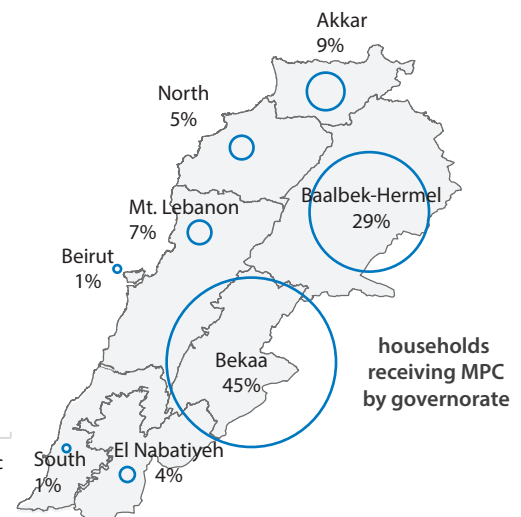 Akkar
9%
North
5%
Baalbek-Hermel
29%
Mt. Lebanon
7%
Beirut
1%
Bekaa
45%
households
receiving MPC
by governorate
El Nabatiyeh
4%
South
1%
c